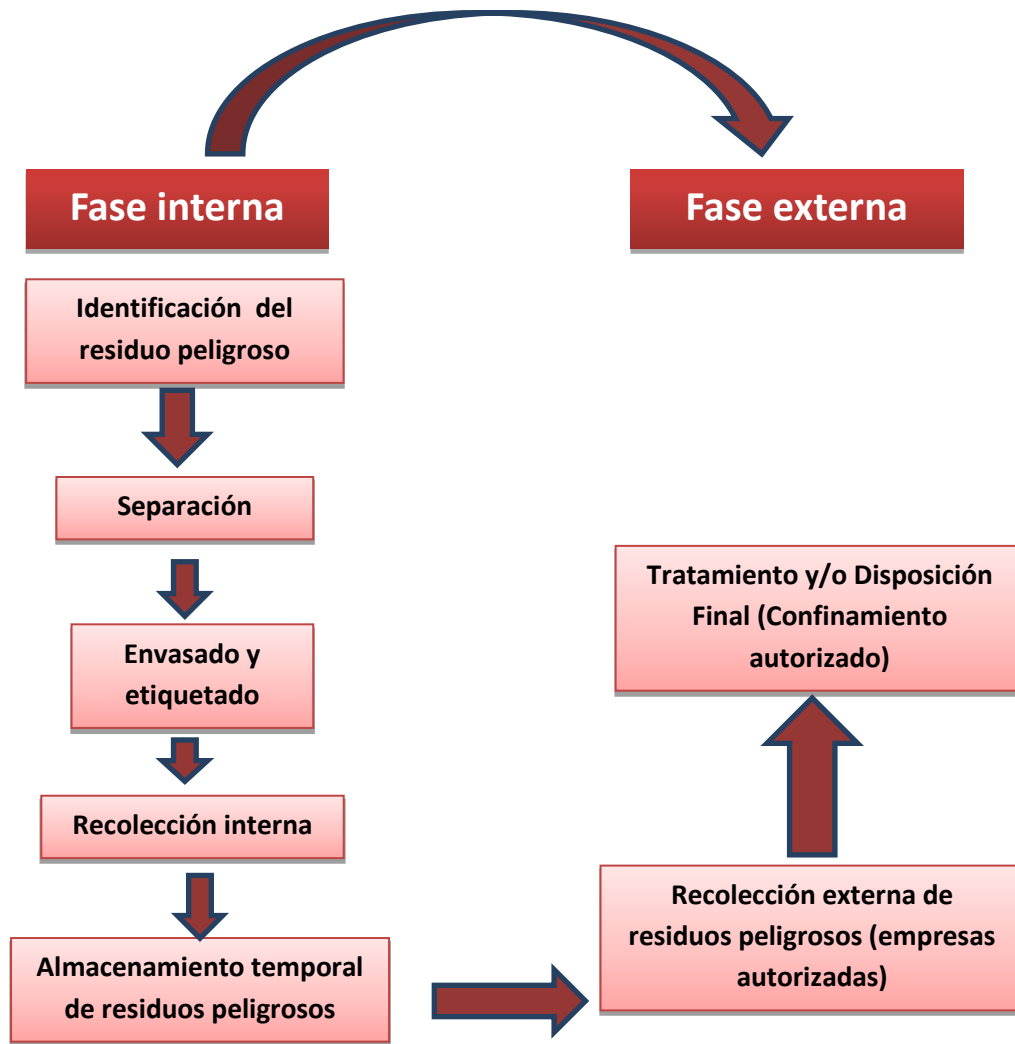 Fase interna
Fase externa
Identificación del
residuo peligroso
Separación
Envasado y
etiquetado
Recolección interna
Almacenamiento temporal
de residuos peligrosos
Recolección externa de
residuos peligrosos (empresas
autorizadas)
Tratamiento y/o Disposición
Final (Confinamiento
autorizado)